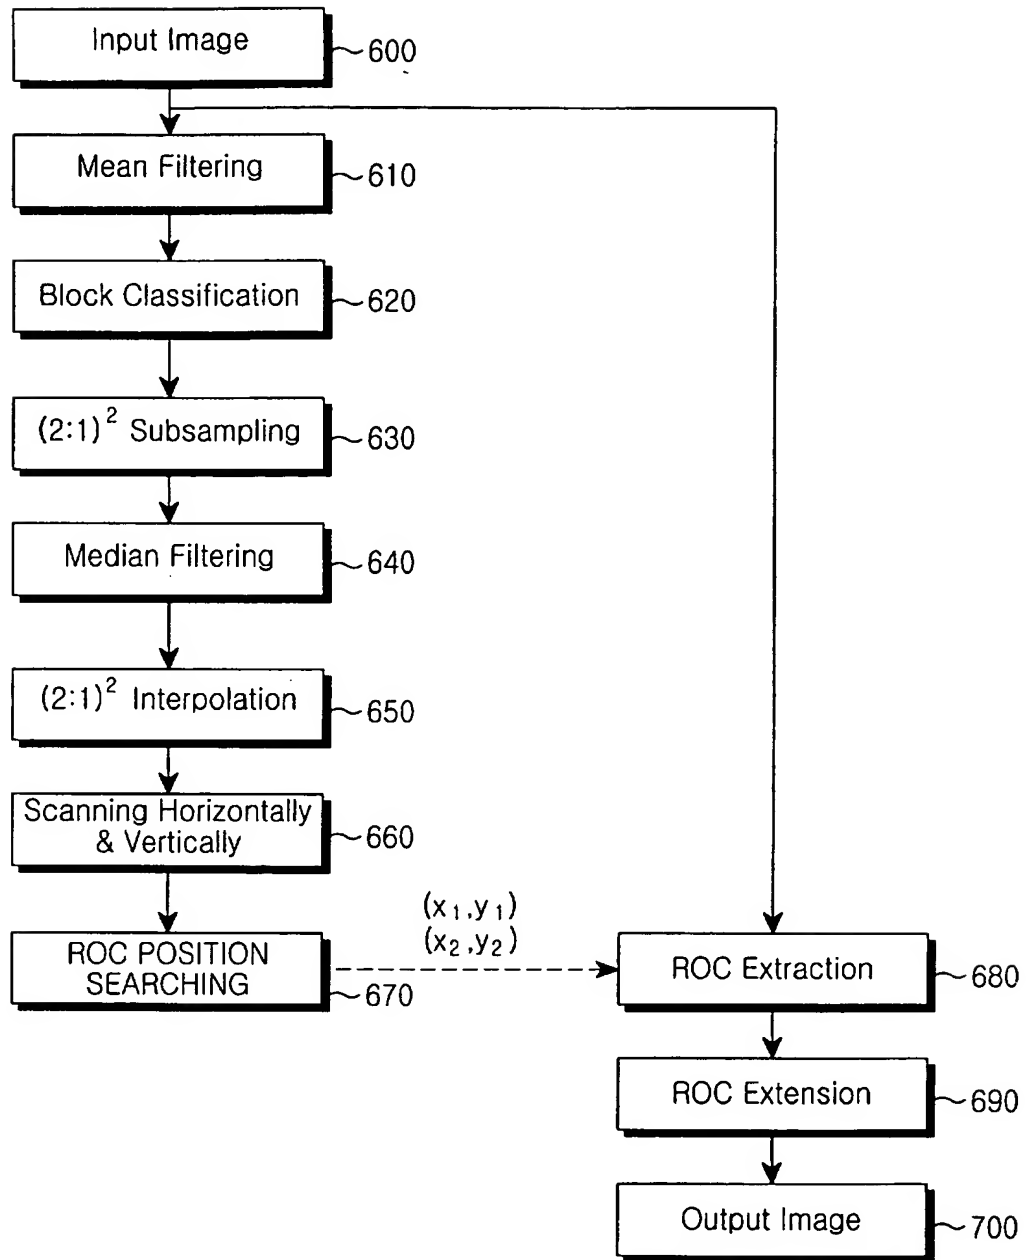 Input Image
600
Mean Filtering
610
Block Classification
620
(2:1)² Subsampling
630
Median Filtering
640
(2:1)² Interpolation
650
Scanning Horizontally
& Vertically
660
ROC POSITION
SEARCHING
670
(x₁,y₁)
(x₂,y₂)
ROC Extraction
680
ROC Extension
690
Output Image
700